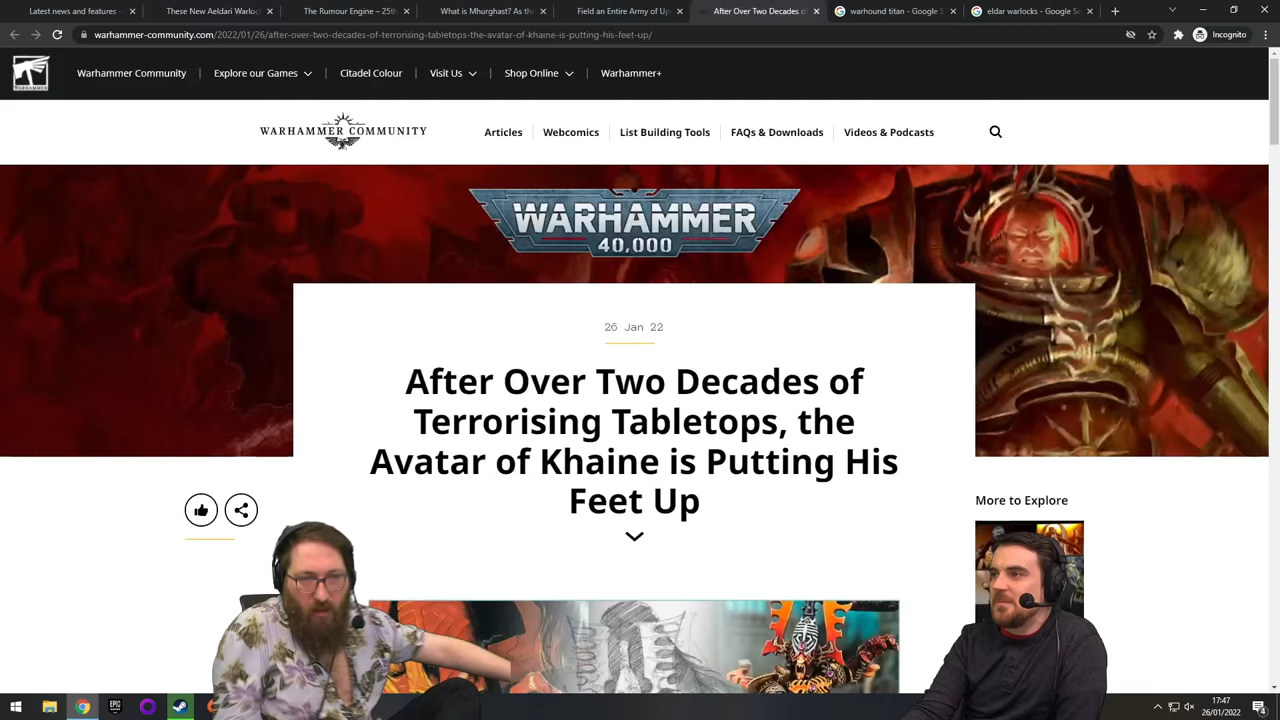 Latest news and features
These New Aeldari Warloc
The Rumour Engine – 25th
What is Mhurghast? As th
Field an Entire Army of Up
After Over Two Decades of
warhound titan - Google S
eldar warlocks - Google Se
warhammer-community.com/2022/01/26/after-over-two-decades-of-terrorising-tabletops-the-avatar-of-khaine-is-putting-his-feet-up/
Incognito
WARHAMMER
Warhammer Community
Explore our Games
Citadel Colour
Visit Us
Shop Online
Warhammer+
WARHAMMER COMMUNITY
Articles
Webcomics
List Building Tools
FAQs & Downloads
Videos & Podcasts
WARHAMMER
40,000
26 Jan 22
After Over Two Decades of
Terrorising Tabletops, the
Avatar of Khaine is Putting His
Feet Up
More to Explore
EPIC
17:47
26/01/2022
4